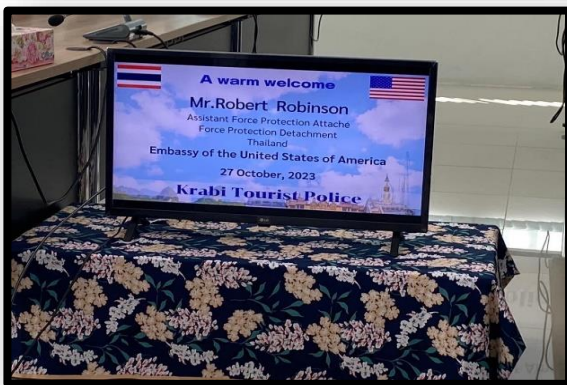 A warm welcome
Mr.Robert Robinson
Assistant Force Protection Attaché
Force Protection Detachment
Thailand
Embassy of the United States of America
27 October, 2023
Krabi Tourist Police